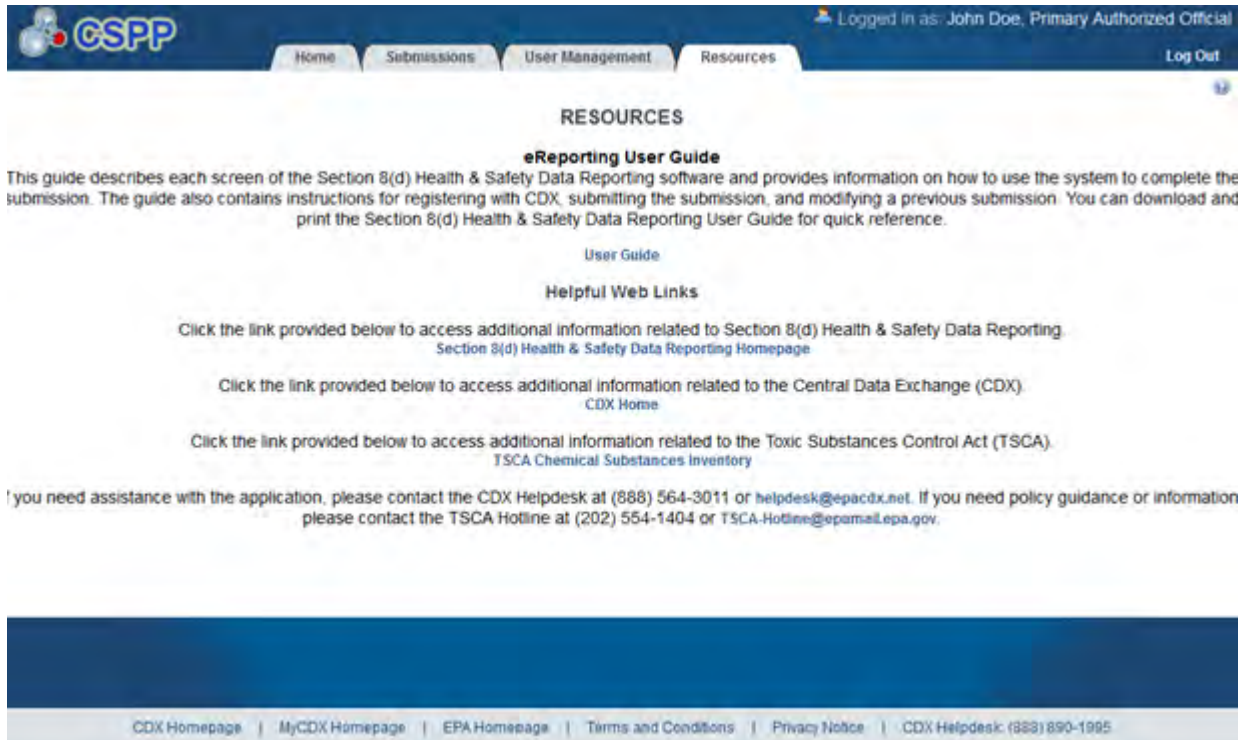 CSPP
Logged in as: John Doe, Primary Authorized Official
Home Submissions User Management Resources Log Out
RESOURCES
eReporting User Guide
This guide describes each screen of the Section 8(d) Health & Safety Data Reporting software and provides information on how to use the system to complete the
submission. The guide also contains instructions for registering with CDX, submitting the submission, and modifying a previous submission. You can download and
print the Section 8(d) Health & Safety Data Reporting User Guide for quick reference.
User Guide
Helpful Web Links
Click the link provided below to access additional information related to Section 8(d) Health & Safety Data Reporting.
Section 8(d) Health & Safety Data Reporting Homepage
Click the link provided below to access additional information related to the Central Data Exchange (CDX).
CDX Home
Click the link provided below to access additional information related to the Toxic Substances Control Act (TSCA).
TSCA Chemical Substances Inventory
you need assistance with the application, please contact the CDX Helpdesk at (888) 564-3011 or helpdesk@epacdx.net. If you need policy guidance or information
please contact the TSCA Hotline at (202) 554-1404 or TSCA-Hotline@epamail.epa.gov.
CDX Homepage | MyCDX Homepage | EPA Homepage | Terms and Conditions | Privacy Notice | CDX Helpdesk: (888) 890-1995